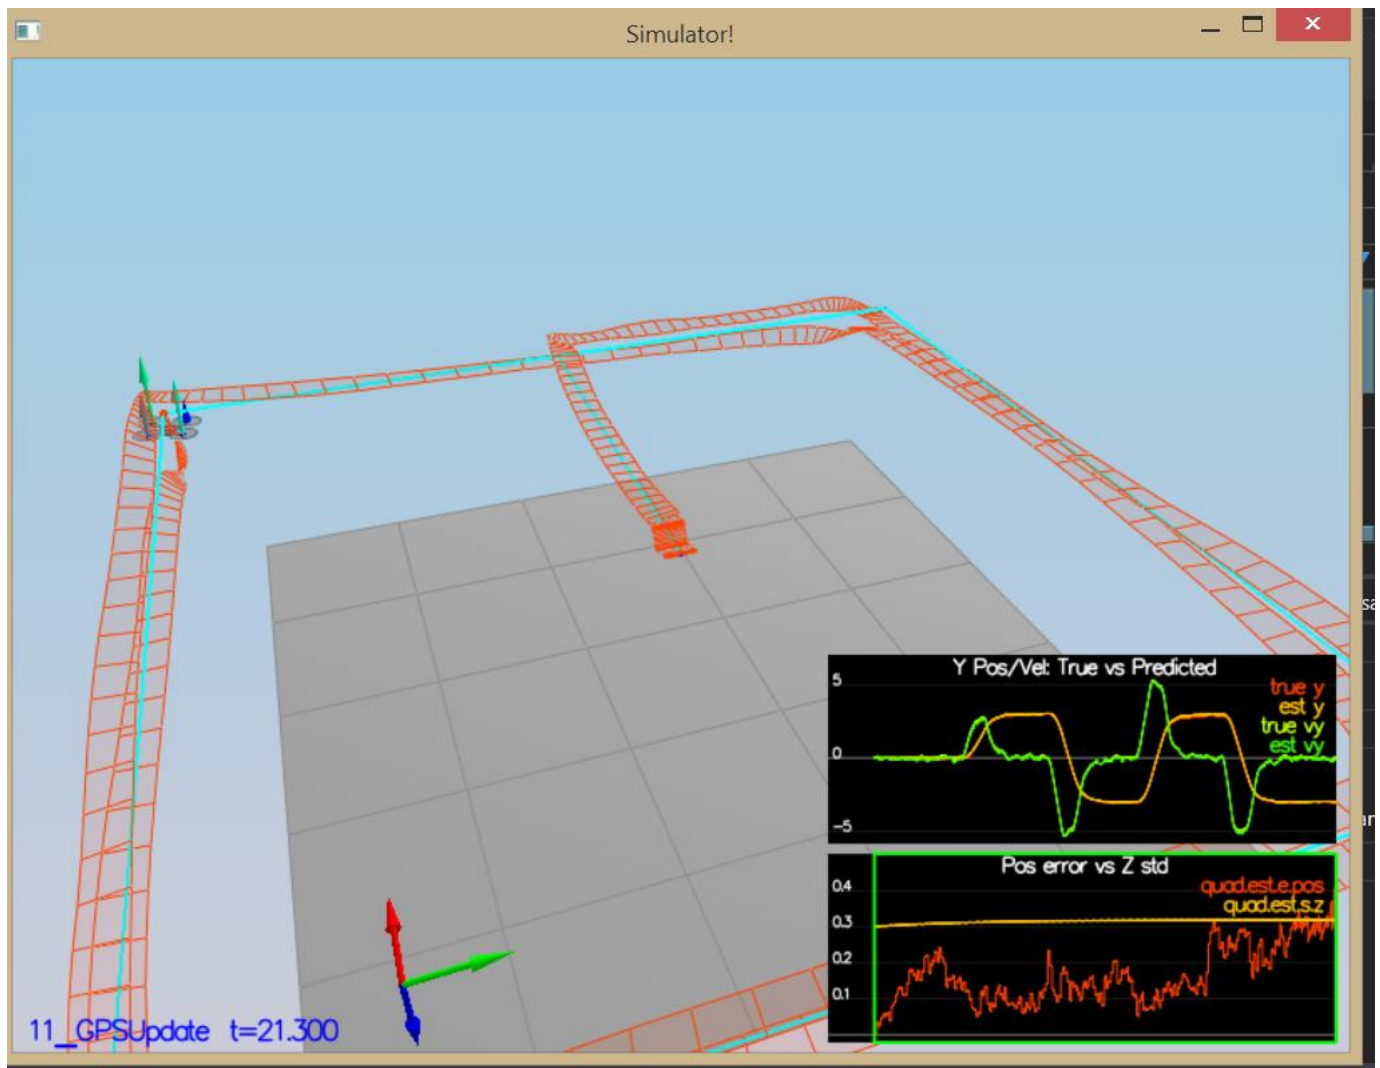 Simulator!
Y Pos/Vel: True vs Predicted
5
true y
est y
true vy
0
est vy
-5
Pos error vs Z std
0.4
quad.est.e.pos
quad.est.s.z
0.3
0.2
0.1
11_GPSUpdate t=21.300